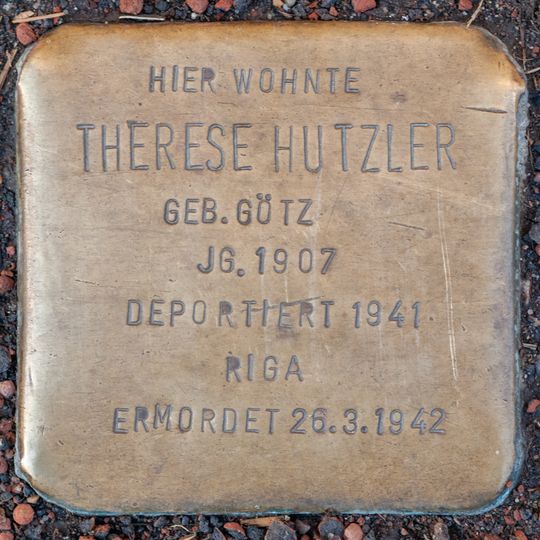 HIER WOHNTE
THERESE HUTZLER
GEB. GÖTZ
JG. 1907
DEPORTIERT 1941
RIGA
ERMORDET 26.3.1942